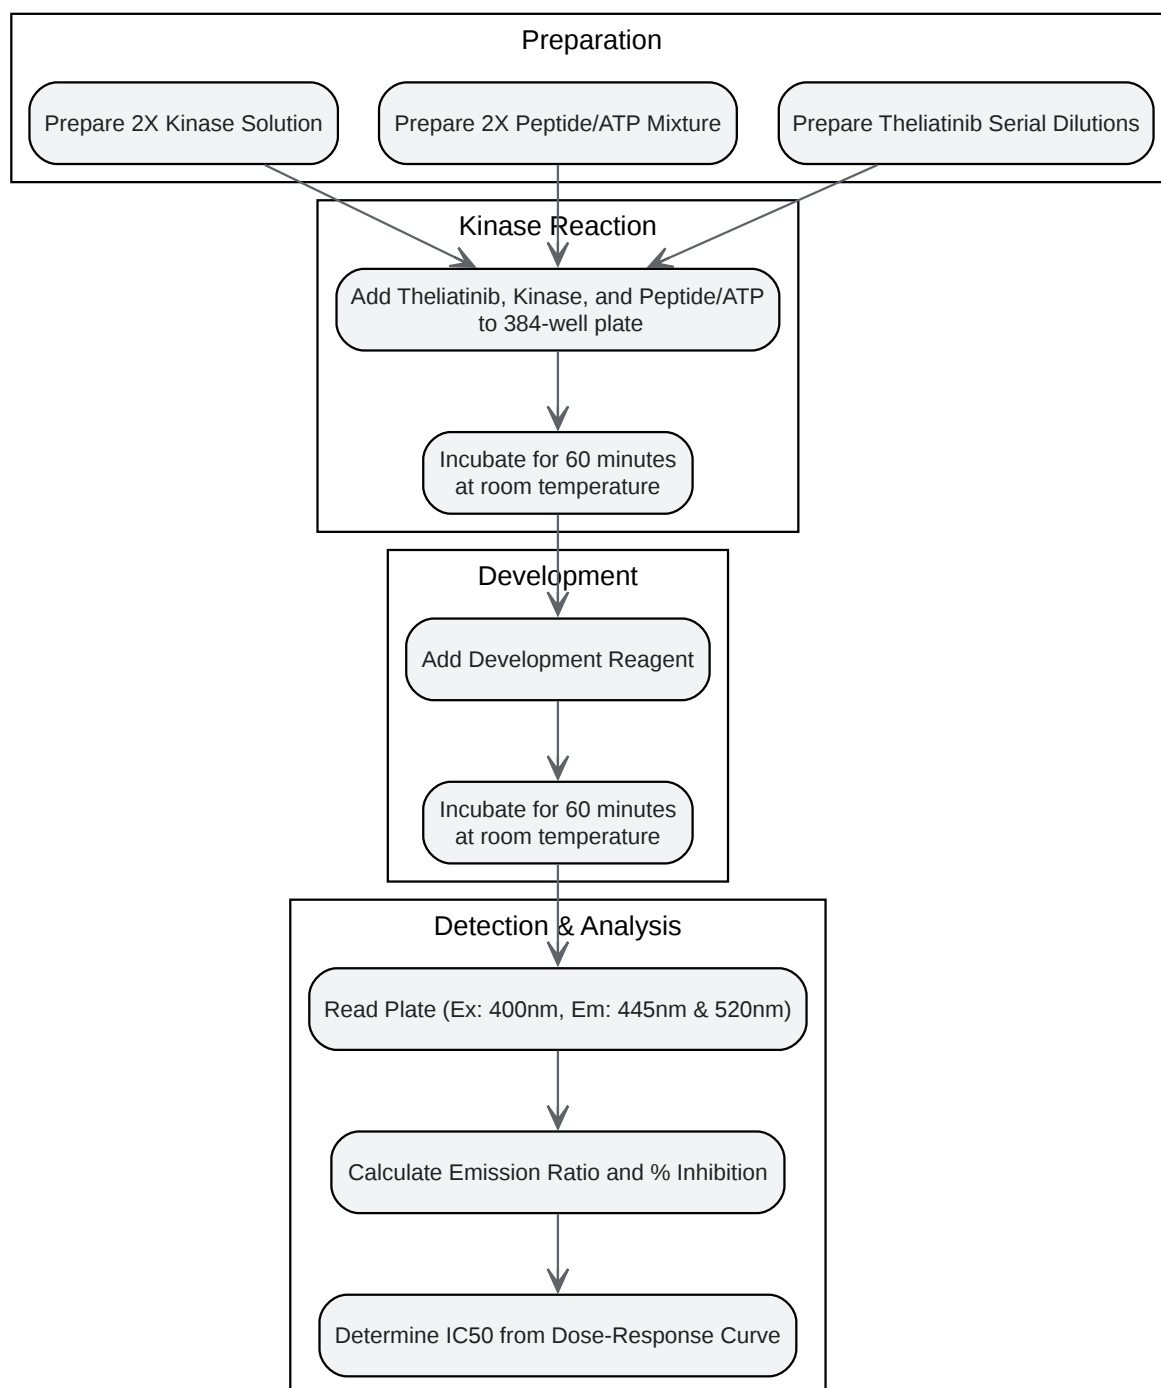 Preparation
Prepare 2X Kinase Solution
Prepare 2X Peptide/ATP Mixture
Prepare Theliatinib Serial Dilutions
Kinase Reaction
Add Theliatinib, Kinase, and Peptide/ATP
to 384-well plate
Incubate for 60 minutes
at room temperature
Development
Add Development Reagent
Incubate for 60 minutes
at room temperature
Detection & Analysis
Read Plate (Ex: 400nm, Em: 445nm & 520nm)
Calculate Emission Ratio and % Inhibition
Determine IC50 from Dose-Response Curve